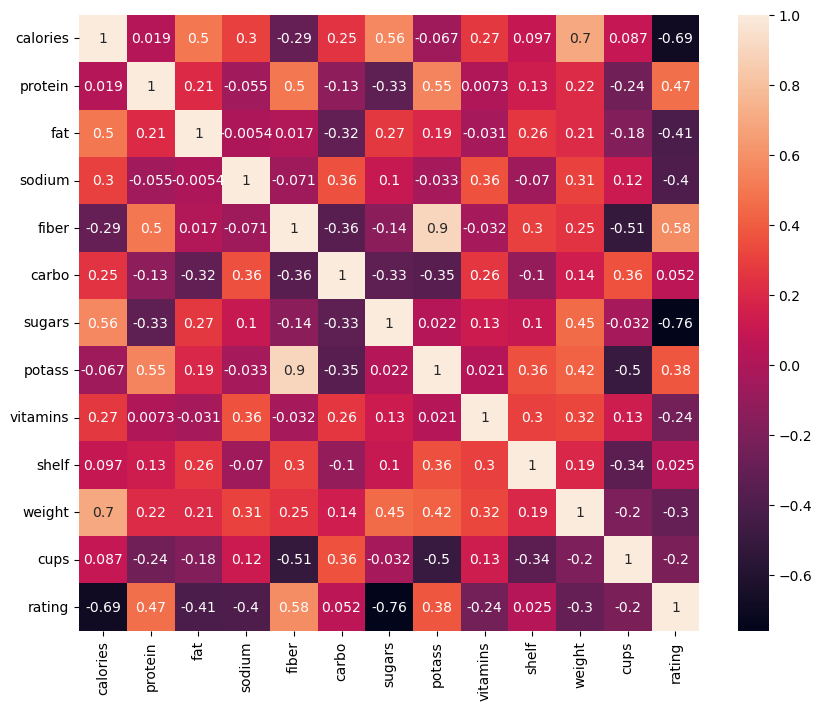 calories 1 0.019 0.5 0.3 -0.29 0.25 0.56 -0.067 0.27 0.097 0.7 0.087 -0.69
protein 0.019 1 0.21 -0.055 0.5 -0.13 -0.33 0.55 0.0073 0.13 0.22 -0.24 0.47
fat 0.5 0.21 1 -0.0054 0.017 -0.32 0.27 0.19 -0.031 0.26 0.21 -0.18 -0.41
sodium 0.3 -0.055 -0.0054 1 -0.071 0.36 0.1 -0.033 0.36 -0.07 0.31 0.12 -0.4
fiber -0.29 0.5 0.017 -0.071 1 -0.36 -0.14 0.9 -0.032 0.3 0.25 -0.51 0.58
carbo 0.25 -0.13 -0.32 0.36 -0.36 1 -0.33 -0.35 0.26 -0.1 0.14 0.36 0.052
sugars 0.56 -0.33 0.27 0.1 -0.14 -0.33 1 0.022 0.13 0.1 0.45 -0.032 -0.76
potass -0.067 0.55 0.19 -0.033 0.9 -0.35 0.022 1 0.021 0.36 0.42 -0.5 0.38
vitamins 0.27 0.0073 -0.031 0.36 -0.032 0.26 0.13 0.021 1 0.3 0.32 0.13 -0.24
shelf 0.097 0.13 0.26 -0.07 0.3 -0.1 0.1 0.36 0.3 1 0.19 -0.34 0.025
weight 0.7 0.22 0.21 0.31 0.25 0.14 0.45 0.42 0.32 0.19 1 -0.2 -0.3
cups 0.087 -0.24 -0.18 0.12 -0.51 0.36 -0.032 -0.5 0.13 -0.34 -0.2 1 -0.2
rating -0.69 0.47 -0.41 -0.4 0.58 0.052 -0.76 0.38 -0.24 0.025 -0.3 -0.2 1
calories protein fat sodium fiber carbo sugars potass vitamins shelf weight cups rating
1.0
0.8
0.6
0.4
0.2
0.0
−0.2
−0.4
−0.6